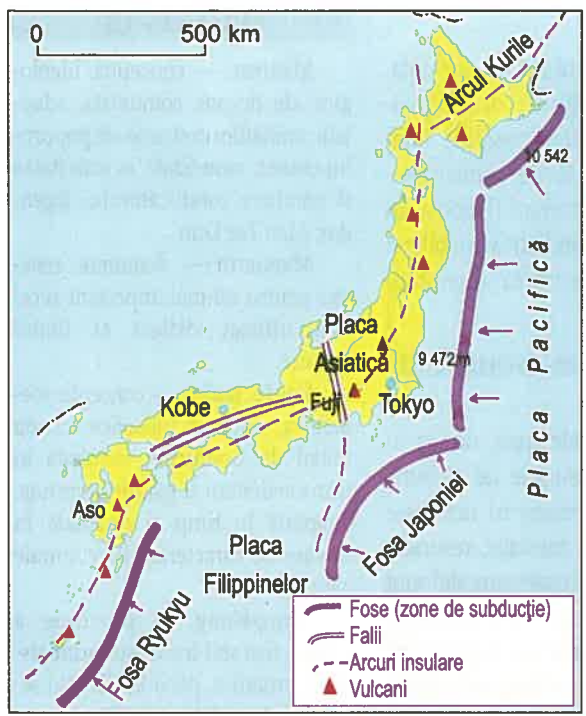 0 500 km
Arcul Kurile
10 542
Placa Pacifică
Placa
Asiatică
9 472 m
Fuji
Tokyo
Kobe
Aso
Placa
Filippinelor
Fosa Japoniei
Fosa Ryukyu
Fose (zone de subducție)
Falii
Arcuri insulare
Vulcani